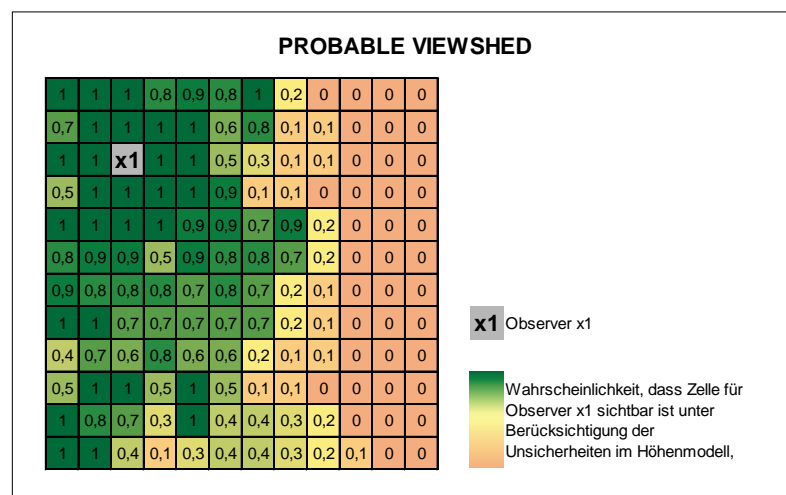 PROBABLE VIEWSHED
1 1 1 0,8 0,9 0,8 1 0,2 0 0 0 0
0,7 1 1 1 1 0,6 0,8 0,1 0,1 0 0 0
1 1 x1 1 1 0,5 0,3 0,1 0,1 0 0 0
0,5 1 1 1 1 0,9 0,1 0,1 0 0 0 0
1 1 1 1 0,9 0,9 0,7 0,9 0,2 0 0 0
0,8 0,9 0,9 0,5 0,9 0,8 0,8 0,7 0,2 0 0 0
0,9 0,8 0,8 0,8 0,7 0,8 0,7 0,2 0,1 0 0 0
1 1 0,7 0,7 0,7 0,7 0,7 0,2 0,1 0 0 0
0,4 0,7 0,6 0,8 0,6 0,6 0,2 0,1 0,1 0 0 0
0,5 1 1 0,5 1 0,5 0,1 0,1 0 0 0 0
1 0,8 0,7 0,3 1 0,4 0,4 0,3 0,2 0 0 0
1 1 0,4 0,1 0,3 0,4 0,4 0,3 0,2 0,1 0 0
x1 Observer x1
Wahrscheinlichkeit, dass Zelle für
Observer x1 sichtbar ist unter
Berücksichtigung der
Unsicherheiten im Höhenmodell,